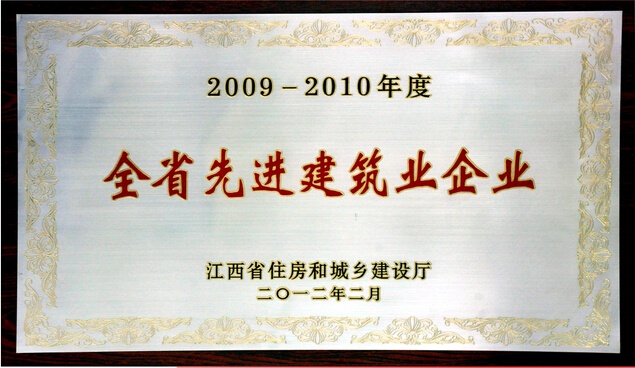 2009－2010年度
全省先进建筑业企业
江西省住房和城乡建设厅
二〇一二年二月